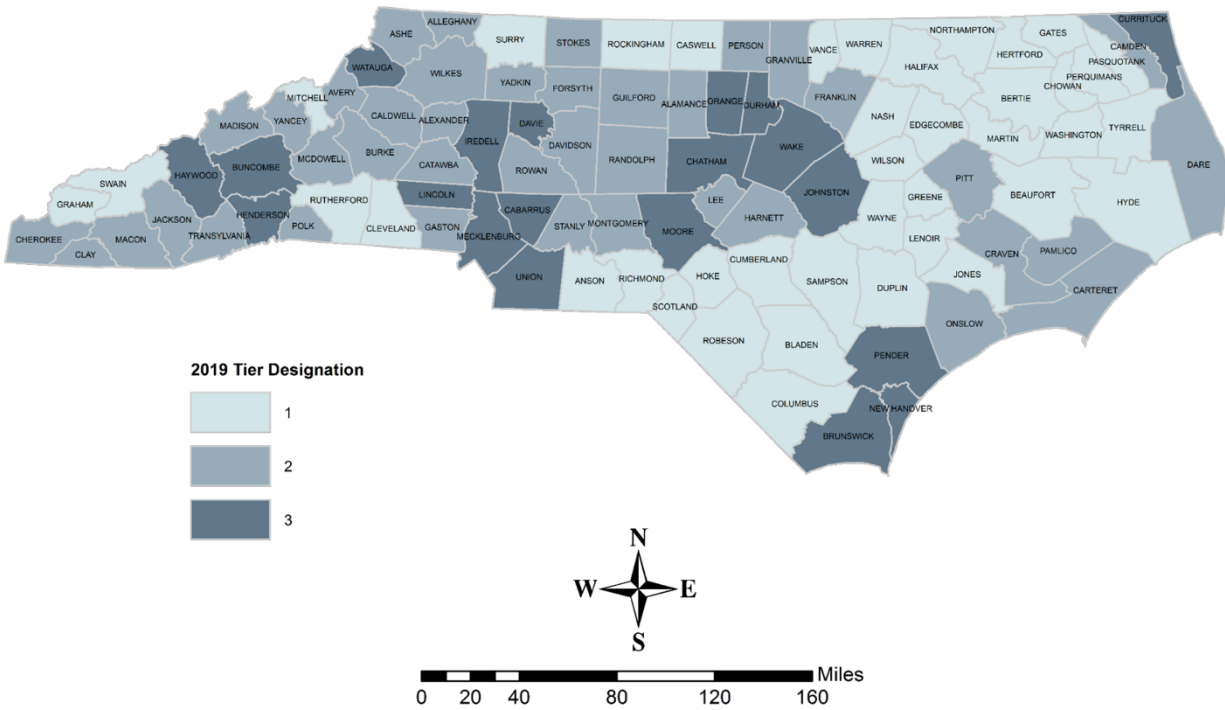 ALLEGHANY
ASHE
SURRY
STOKES
ROCKINGHAM
CASWELL
PERSON
GRANVILLE
VANCE
WARREN
NORTHAMPTON
GATES
HERTFORD
HALIFAX
CURRITUCK
CAMDEN
PASQUOTANK
PERQUIMANS
CHOWAN
WATAUGA
WILKES
YADKIN
FORSYTH
GUILFORD
ALAMANCE
ORANGE
DURHAM
FRANKLIN
BERTIE
MITCHELL
AVERY
CALDWELL
ALEXANDER
IREDELL
DAVIE
DAVIDSON
RANDOLPH
CHATHAM
WAKE
NASH
EDGECOMBE
MARTIN
WASHINGTON
TYRRELL
DARE
MADISON
YANCEY
MCDOWELL
BURKE
CATAWBA
ROWAN
WILSON
PITT
BEAUFORT
HYDE
SWAIN
HAYWOOD
BUNCOMBE
RUTHERFORD
LINCOLN
CABARRUS
JOHNSTON
GREENE
GRAHAM
JACKSON
HENDERSON
POLK
CLEVELAND
GASTON
MECKLENBURG
STANLY
MONTGOMERY
MOORE
LEE
HARNETT
WAYNE
LENOIR
CRAVEN
PAMLICO
CHEROKEE
CLAY
MACON
TRANSYLVANIA
UNION
ANSON
RICHMOND
HOKE
CUMBERLAND
SAMPSON
DUPLIN
JONES
CARTERET
SCOTLAND
ROBESON
BLADEN
ONSLOW
PENDER
COLUMBUS
NEW HANOVER
BRUNSWICK
2019 Tier Designation
1
2
3
N
W E
S
Miles
0 20 40 80 120 160